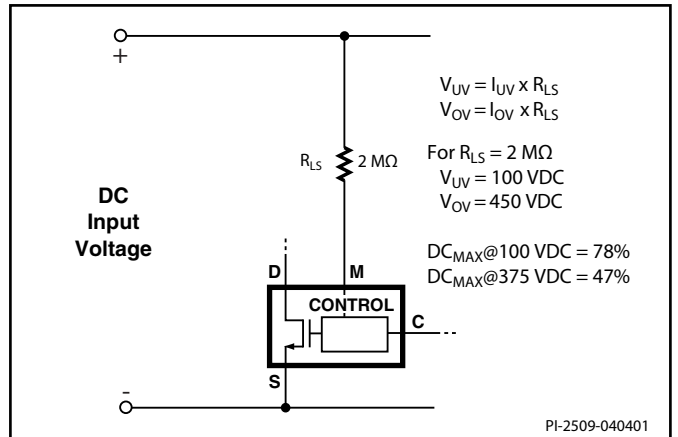 +
V_UV = I_UV x R_LS
V_OV = I_OV x R_LS
R_LS 2 MΩ
For R_LS = 2 MΩ
V_UV = 100 VDC
V_OV = 450 VDC
DC
Input
Voltage
DC_MAX@100 VDC = 78%
DC_MAX@375 VDC = 47%
D
M
CONTROL
C
S
-
PI-2509-040401